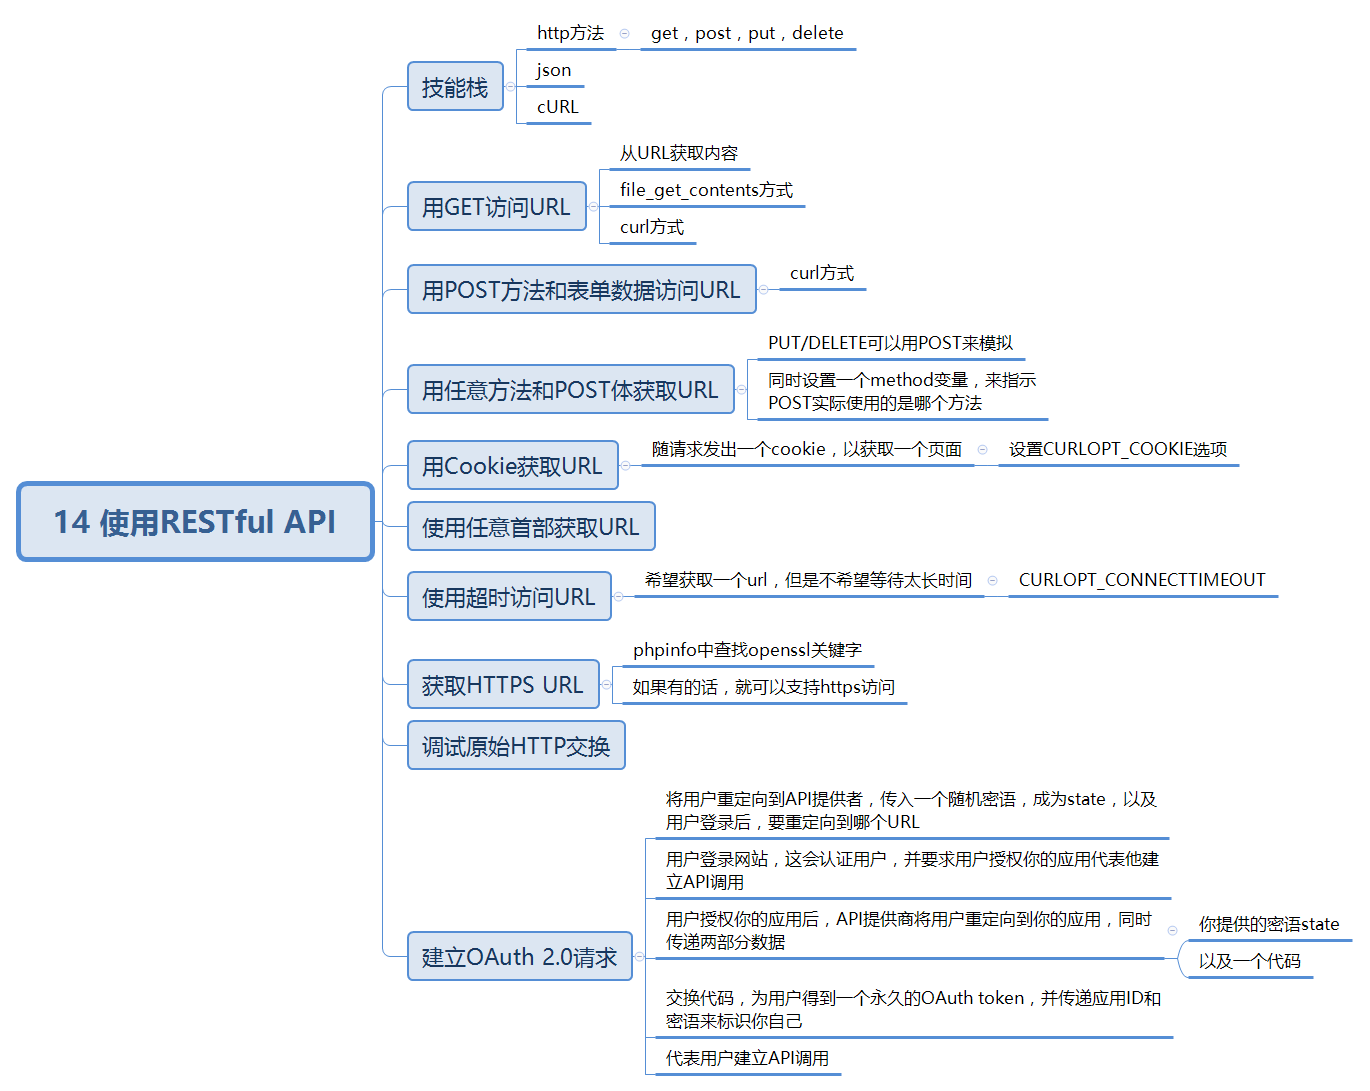 14 使用RESTful API
技能栈
http方法
get，post，put，delete
json
cURL
用GET访问URL
从URL获取内容
file_get_contents方式
curl方式
用POST方法和表单数据访问URL
curl方式
用任意方法和POST体获取URL
PUT/DELETE可以用POST来模拟
同时设置一个method变量，来指示
POST实际使用的是哪个方法
用Cookie获取URL
随请求发出一个cookie，以获取一个页面
设置CURLOPT_COOKIE选项
使用任意首部获取URL
使用超时访问URL
希望获取一个url，但是不希望等待太长时间
CURLOPT_CONNECTTIMEOUT
获取HTTPS URL
phpinfo中查找openssl关键字
如果有的话，就可以支持https访问
调试原始HTTP交换
建立OAuth 2.0请求
将用户重定向到API提供者，传入一个随机密语，成为state，以及
用户登录后，要重定向到哪个URL
用户登录网站，这会认证用户，并要求用户授权你的应用代表他建
立API调用
用户授权你的应用后，API提供商将用户重定向到你的应用，同时
传递两部分数据
你提供的密语state
以及一个代码
交换代码，为用户得到一个永久的OAuth token，并传递应用ID和
密语来标识你自己
代表用户建立API调用